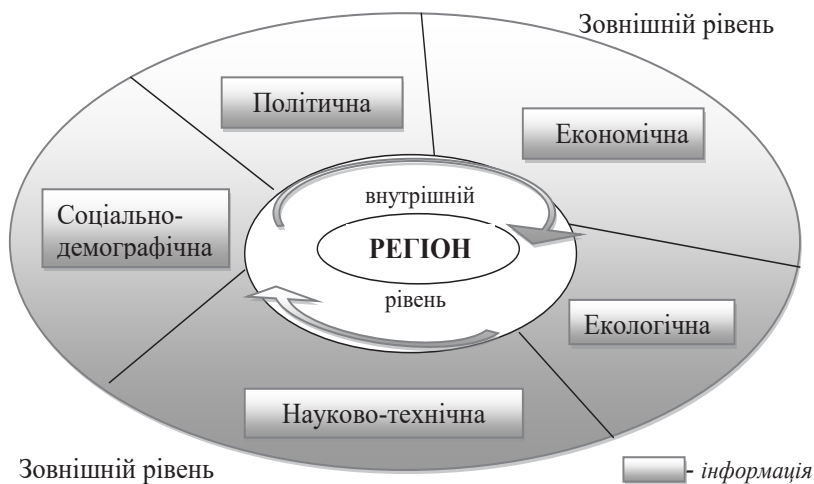 Зовнішній рівень
Політична
Економічна
Соціально-
демографічна
внутрішній
РЕГІОН
рівень
Екологічна
Науково-технічна
Зовнішній рівень
- інформація